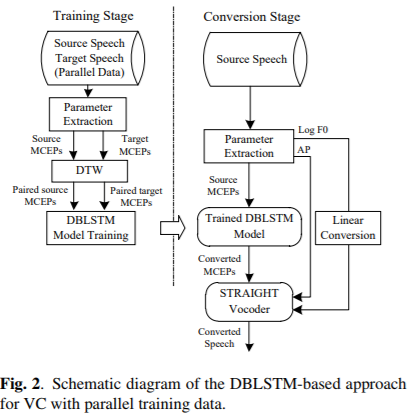 Training Stage
Source Speech
Target Speech
(Parallel Data)
Parameter
Extraction
Source
MCEPs
Target
MCEPs
DTW
Paired source
MCEPs
Paired target
MCEPs
DBLSTM
Model Training
Conversion Stage
Source Speech
Parameter
Extraction
Log F0
AP
Source
MCEPs
Trained DBLSTM
Model
Linear
Conversion
Converted
MCEPs
STRAIGHT
Vocoder
Converted
Speech
Fig. 2. Schematic diagram of the DBLSTM-based approach
for VC with parallel training data.